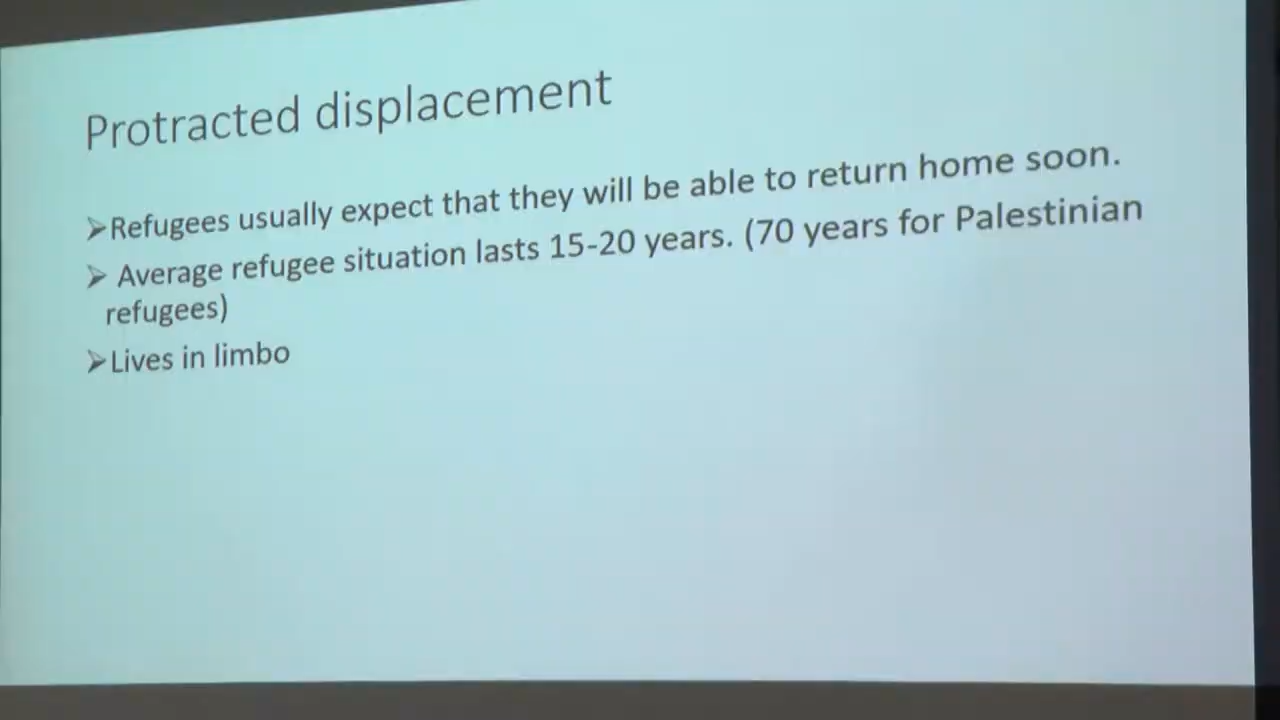 Protracted displacement
➢Refugees usually expect that they will be able to return home soon.
➢ Average refugee situation lasts 15-20 years. (70 years for Palestinian
refugees)
➢Lives in limbo